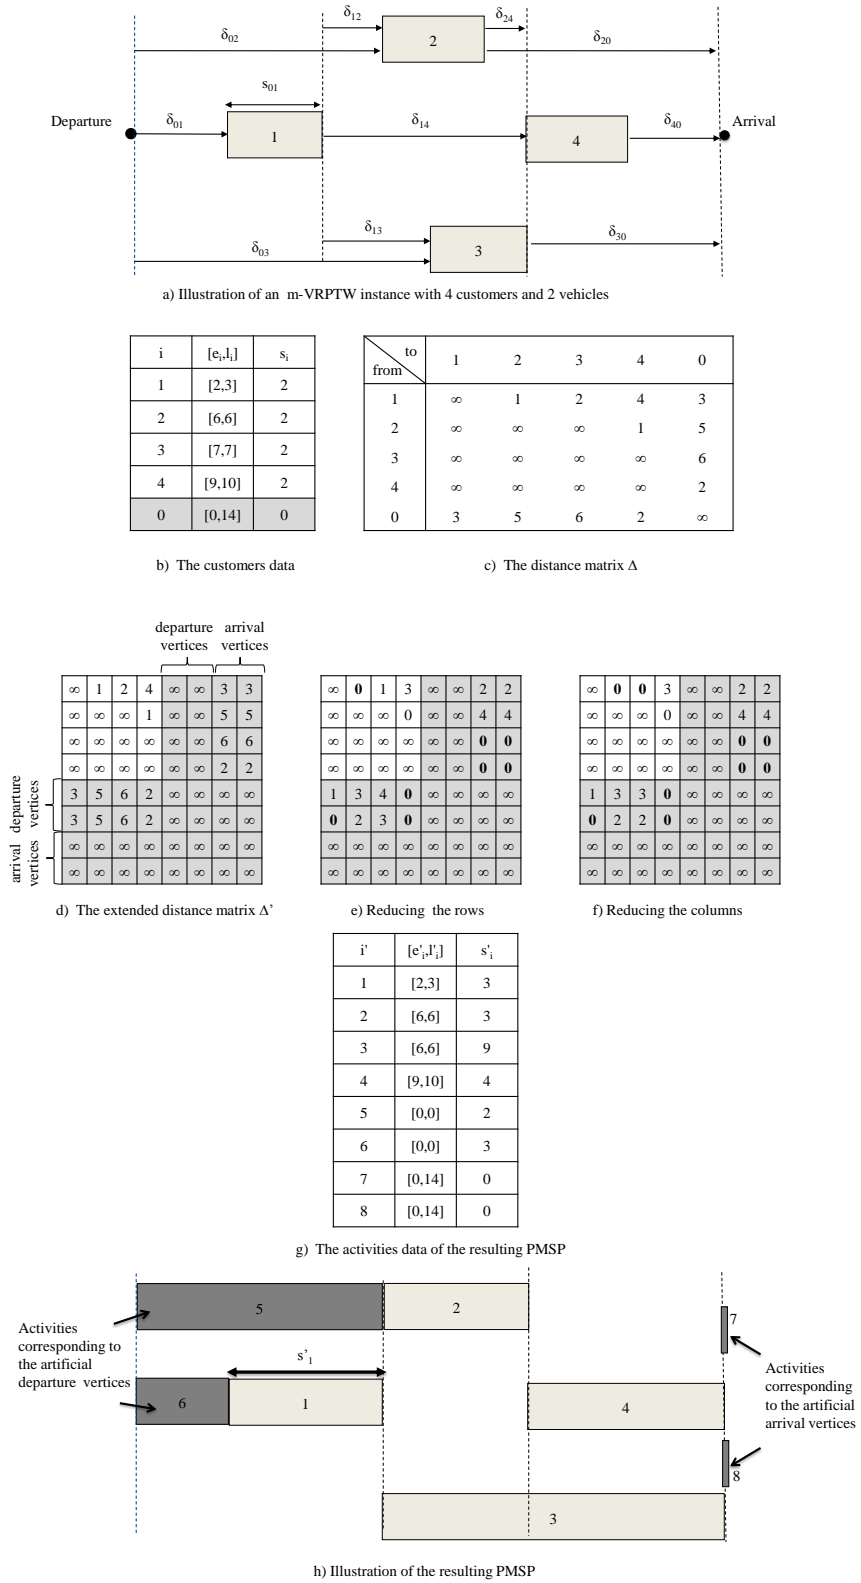 δ12 δ24
δ02 2 δ20
s01
Departure δ01 δ14 δ40 Arrival
1 4
δ13
δ03 3 δ30
a) Illustration of an m-VRPTW instance with 4 customers and 2 vehicles
i [ei,li] si
1 [2,3] 2
2 [6,6] 2
3 [7,7] 2
4 [9,10] 2
0 [0,14] 0
b) The customers data
to
from 1 2 3 4 0
1 ∞ 1 2 4 3
2 ∞ ∞ ∞ 1 5
3 ∞ ∞ ∞ ∞ 6
4 ∞ ∞ ∞ ∞ 2
0 3 5 6 2 ∞
c) The distance matrix Δ
departure vertices
arrival vertices
departure vertices
arrival vertices
∞ 1 2 4 ∞ ∞ 3 3
∞ ∞ ∞ 1 ∞ ∞ 5 5
∞ ∞ ∞ ∞ ∞ ∞ 6 6
∞ ∞ ∞ ∞ ∞ ∞ 2 2
3 5 6 2 ∞ ∞ ∞ ∞
3 5 6 2 ∞ ∞ ∞ ∞
∞ ∞ ∞ ∞ ∞ ∞ ∞ ∞
∞ ∞ ∞ ∞ ∞ ∞ ∞ ∞
d) The extended distance matrix Δ’
∞ 0 1 3 ∞ ∞ 2 2
∞ ∞ ∞ 0 ∞ ∞ 4 4
∞ ∞ ∞ ∞ ∞ ∞ 0 0
∞ ∞ ∞ ∞ ∞ ∞ 0 0
1 3 4 0 ∞ ∞ ∞ ∞
0 2 3 0 ∞ ∞ ∞ ∞
∞ ∞ ∞ ∞ ∞ ∞ ∞ ∞
∞ ∞ ∞ ∞ ∞ ∞ ∞ ∞
e) Reducing the rows
∞ 0 0 3 ∞ ∞ 2 2
∞ ∞ ∞ 0 ∞ ∞ 4 4
∞ ∞ ∞ ∞ ∞ ∞ 0 0
∞ ∞ ∞ ∞ ∞ ∞ 0 0
1 3 3 0 ∞ ∞ ∞ ∞
0 2 2 0 ∞ ∞ ∞ ∞
∞ ∞ ∞ ∞ ∞ ∞ ∞ ∞
∞ ∞ ∞ ∞ ∞ ∞ ∞ ∞
f) Reducing the columns
i' [e'i,l'i] s'i
1 [2,3] 3
2 [6,6] 3
3 [6,6] 9
4 [9,10] 4
5 [0,0] 2
6 [0,0] 3
7 [0,14] 0
8 [0,14] 0
g) The activities data of the resulting PMSP
5 2 7
Activities
corresponding to
the artificial
departure vertices
s’1
6 1 4
Activities
corresponding
to the artificial
arrival vertices
8
3
h) Illustration of the resulting PMSP